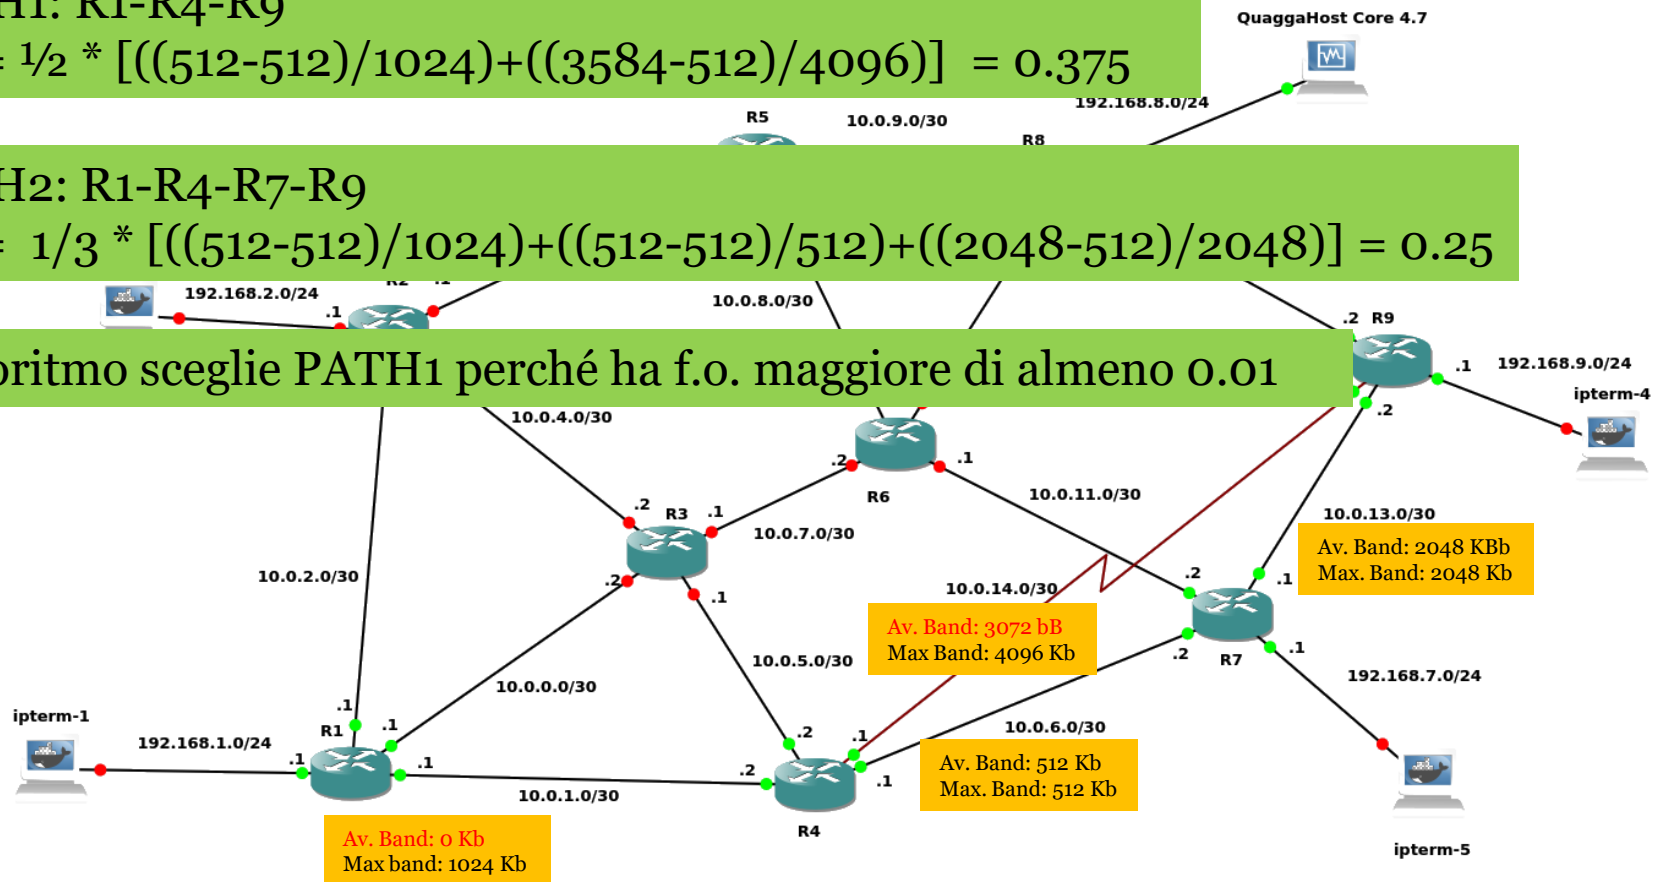 H1: R1-R4-R9
= ½ * [((512-512)/1024)+((3584-512)/4096)] = 0.375
QuaggaHost Core 4.7
192.168.8.0/24
R5
10.0.9.0/30
R8
H2: R1-R4-R7-R9
= 1/3 * [((512-512)/1024)+((512-512)/512)+((2048-512)/2048)] = 0.25
192.168.2.0/24
.1
R2
.1
10.0.8.0/30
.2 R9
.1
192.168.9.0/24
ipterm-4
oritmo sceglie PATH1 perché ha f.o. maggiore di almeno 0.01
.2
10.0.4.0/30
.2
R6
.1
.2
R3
.1
10.0.7.0/30
10.0.11.0/30
10.0.13.0/30
Av. Band: 2048 KBb
Max. Band: 2048 Kb
10.0.2.0/30
.2
.1
10.0.14.0/30
.2
.1
Av. Band: 3072 bB
Max Band: 4096 Kb
10.0.5.0/30
.2
R7
.1
192.168.7.0/24
10.0.0.0/30
ipterm-1
192.168.1.0/24
.1
R1
.1
.1
.1
.2
.2
.1
10.0.6.0/30
.1
Av. Band: 512 Kb
Max. Band: 512 Kb
10.0.1.0/30
R4
ipterm-5
Av. Band: 0 Kb
Max band: 1024 Kb